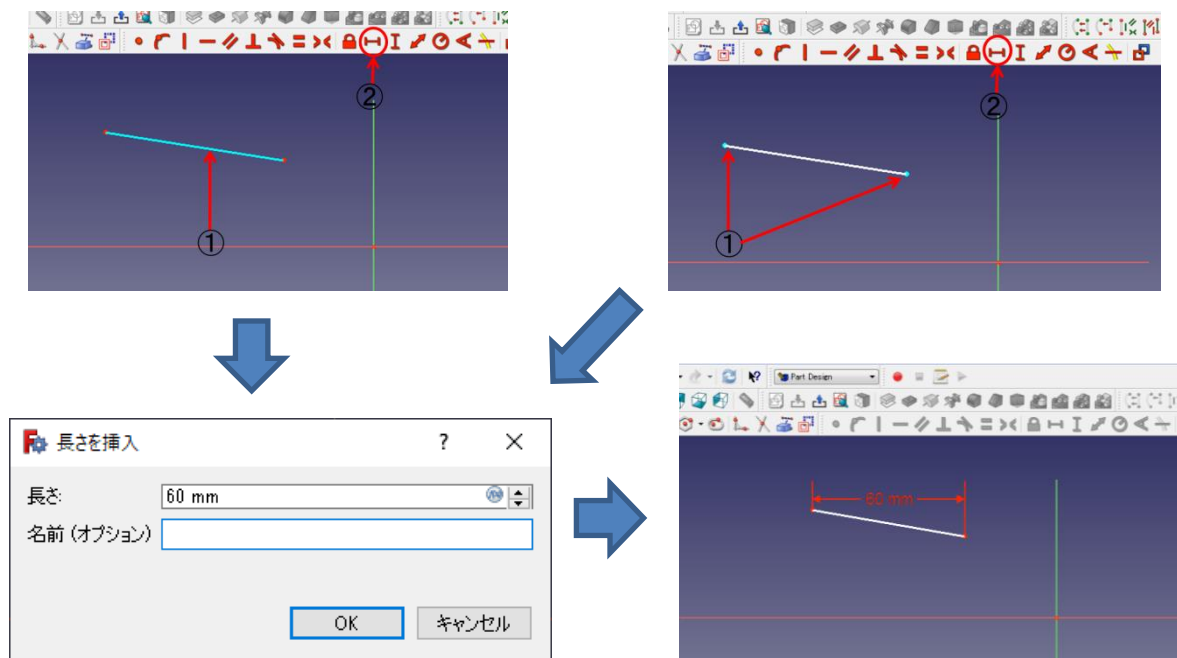 ②
①
②
①
長さを挿入
?
長さ:
60 mm
名前 (オプション)
OK
キャンセル
Part Design
60 mm